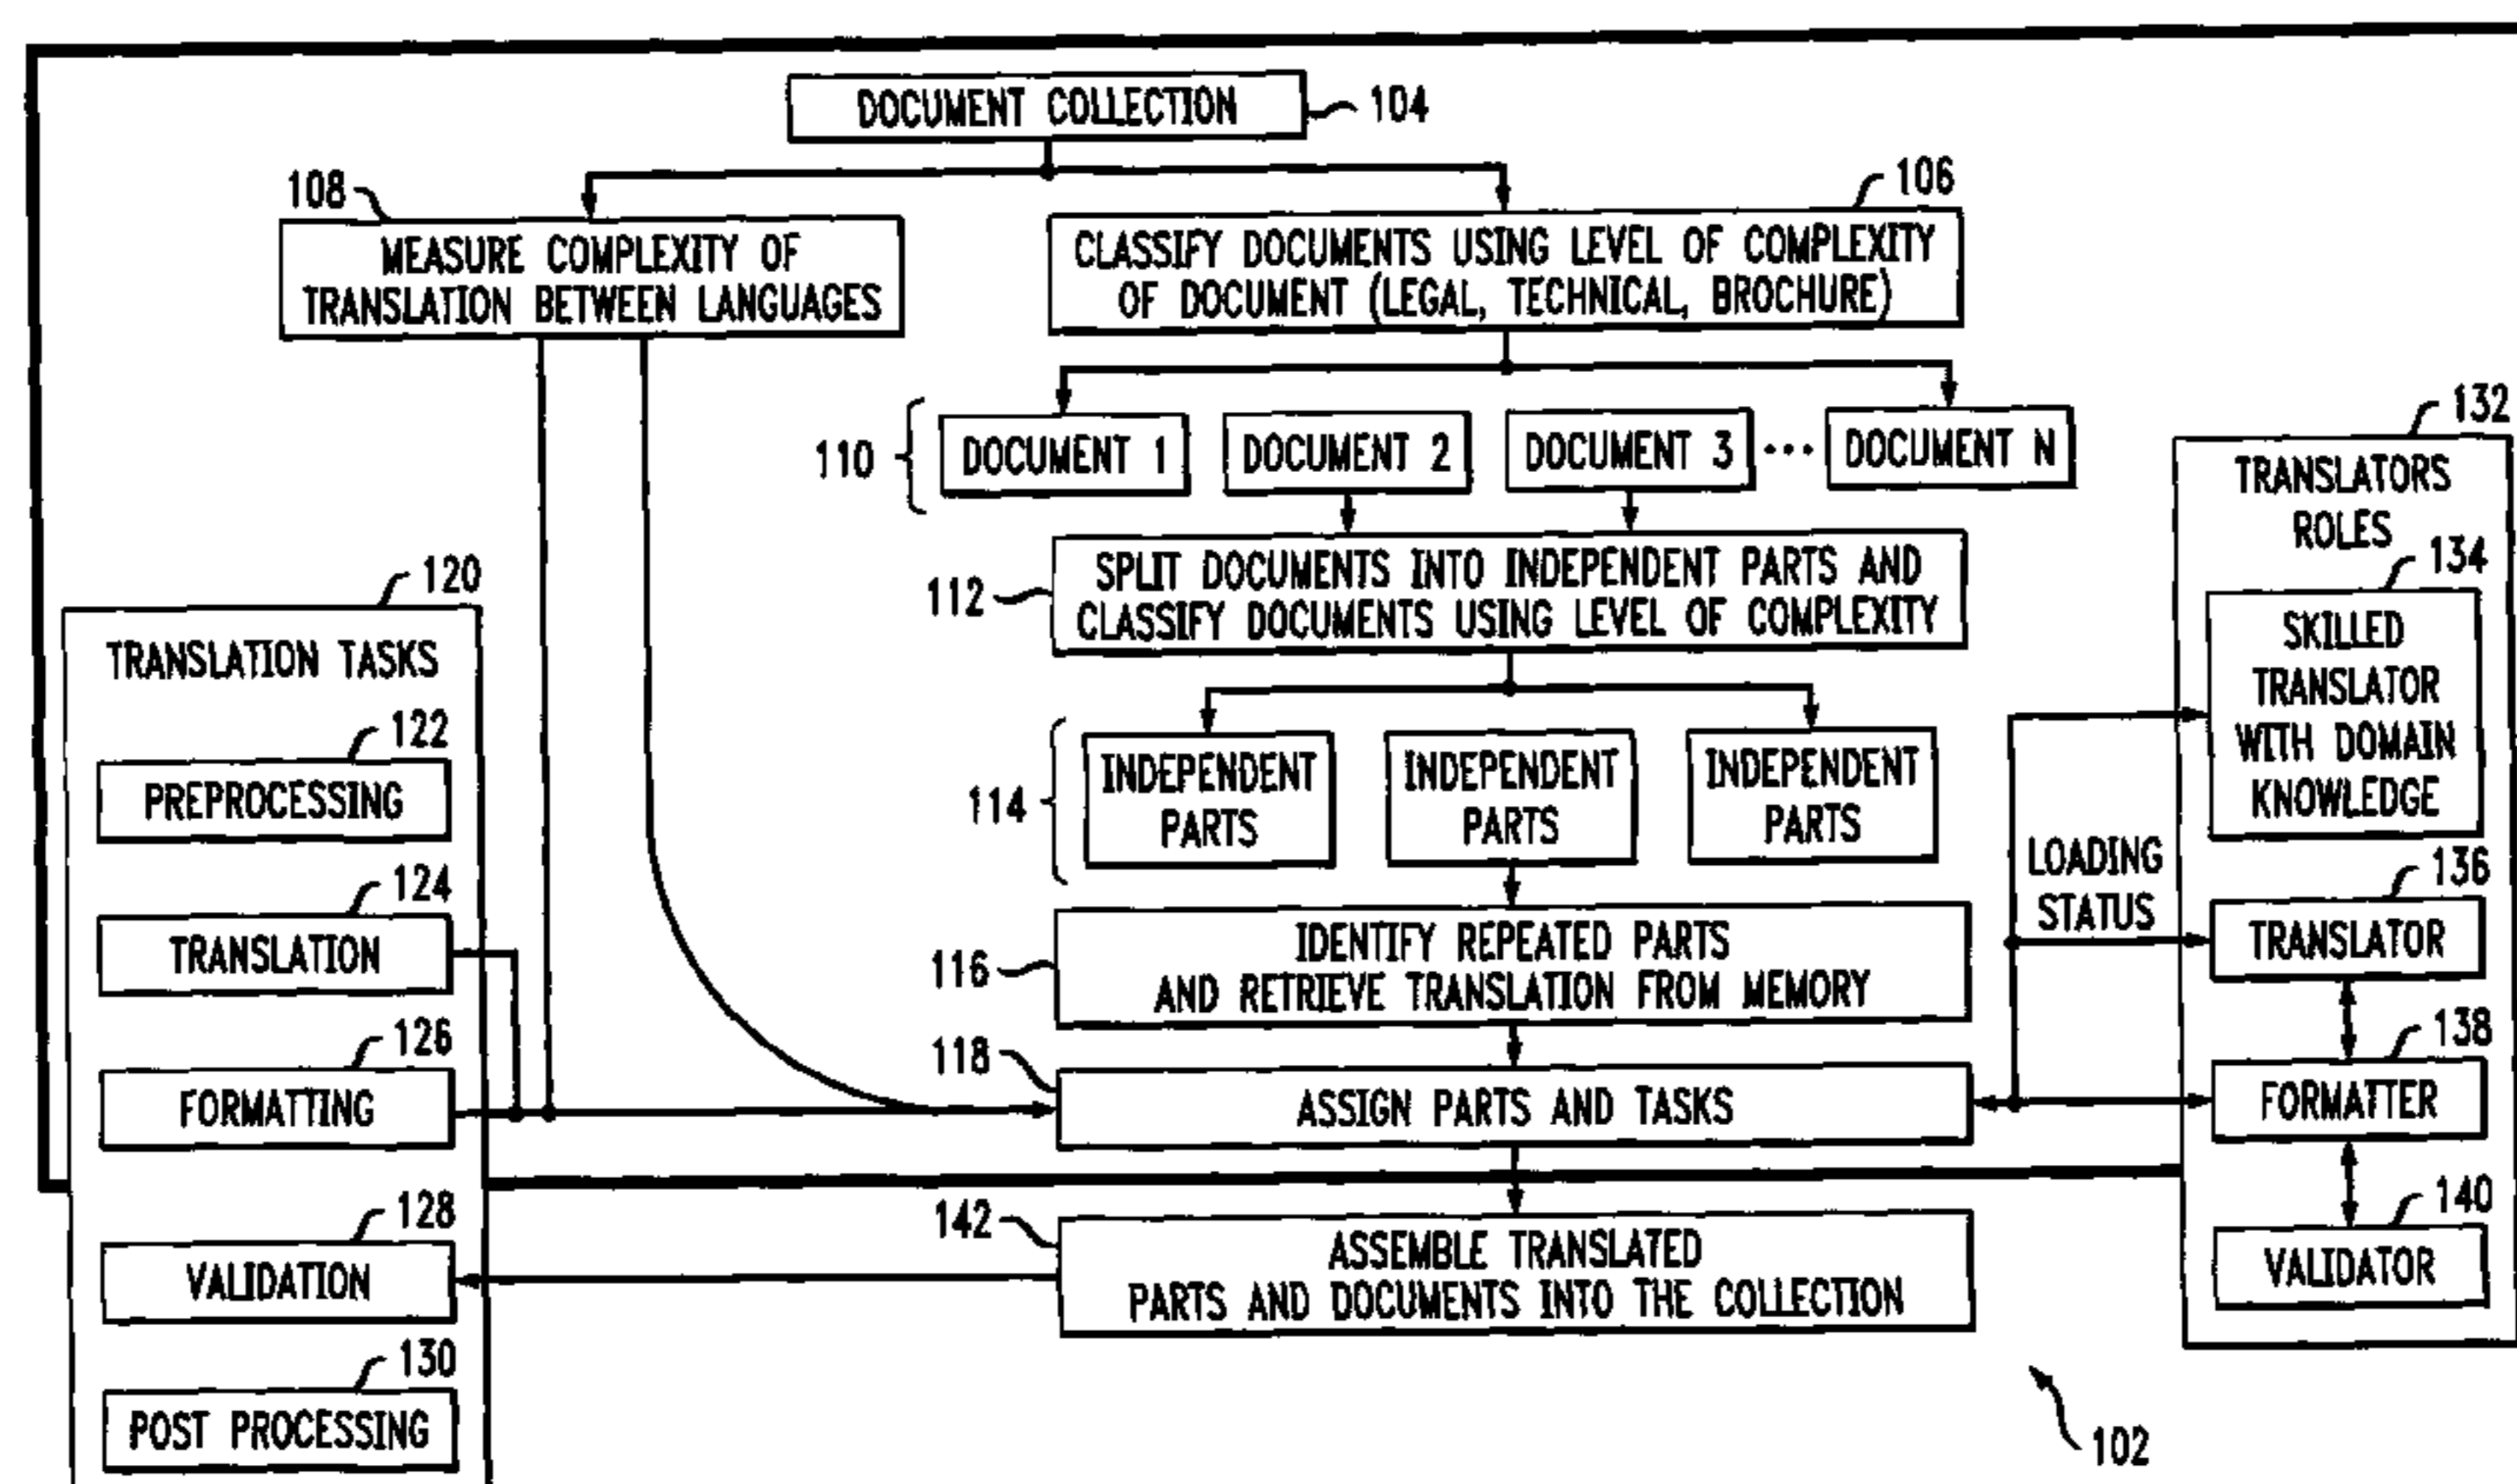 DOCUMENT COLLECTION
104
108
MEASURE COMPLEXITY OF
TRANSLATION BETWEEN LANGUAGES
106
CLASSIFY DOCUMENTS USING LEVEL OF COMPLEXITY
OF DOCUMENT (LEGAL, TECHNICAL, BROCHURE)
110
DOCUMENT 1
DOCUMENT 2
DOCUMENT 3
...
DOCUMENT N
112
SPLIT DOCUMENTS INTO INDEPENDENT PARTS AND
CLASSIFY DOCUMENTS USING LEVEL OF COMPLEXITY
114
INDEPENDENT
PARTS
INDEPENDENT
PARTS
INDEPENDENT
PARTS
116
IDENTIFY REPEATED PARTS
AND RETRIEVE TRANSLATION FROM MEMORY
118
ASSIGN PARTS AND TASKS
142
ASSEMBLE TRANSLATED
PARTS AND DOCUMENTS INTO THE COLLECTION
120
TRANSLATION TASKS
122
PREPROCESSING
124
TRANSLATION
126
FORMATTING
128
VALIDATION
130
POST PROCESSING
LOADING
STATUS
132
TRANSLATORS
ROLES
134
SKILLED
TRANSLATOR
WITH DOMAIN
KNOWLEDGE
136
TRANSLATOR
138
FORMATTER
140
VALIDATOR
102